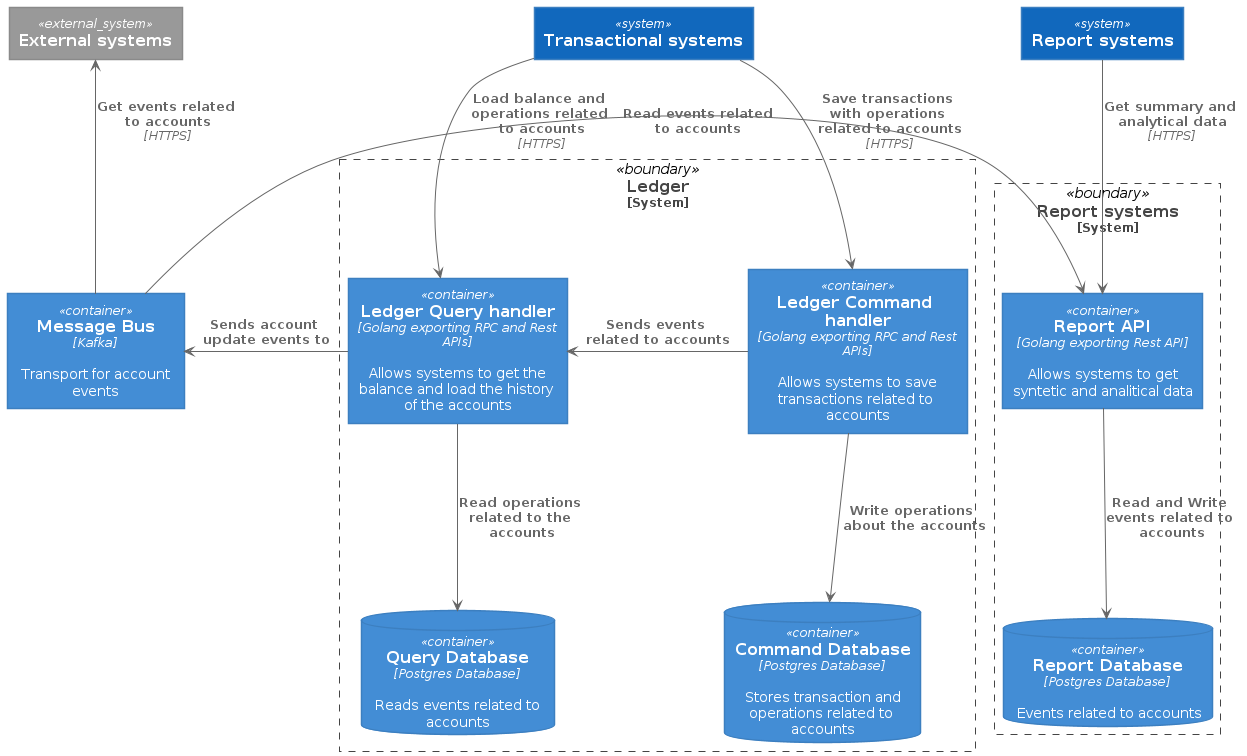 «external_system»
External systems
«system»
Transactional systems
«system»
Report systems
Get events related
to accounts
[HTTPS]
Load balance and
operations related
to accounts
[HTTPS]
Read events related
to accounts
Save transactions
with operations
related to accounts
[HTTPS]
Get summary and
analytical data
[HTTPS]
«boundary»
Ledger
[System]
«boundary»
Report systems
[System]
«container»
Message Bus
[Kafka]
Transport for account
events
Sends account
update events to
«container»
Ledger Query handler
[Golang exporting RPC and Rest
APIs]
Allows systems to get the
balance and load the history
of the accounts
Sends events
related to accounts
«container»
Ledger Command
handler
[Golang exporting RPC and Rest
APIs]
Allows systems to save
transactions related to
accounts
«container»
Report API
[Golang exporting Rest API]
Allows systems to get
syntetic and analitical data
Read operations
related to the
accounts
Write operations
about the accounts
Read and Write
events related to
accounts
«container»
Query Database
[Postgres Database]
Reads events related to
accounts
«container»
Command Database
[Postgres Database]
Stores transaction and
operations related to
accounts
«container»
Report Database
[Postgres Database]
Events related to accounts